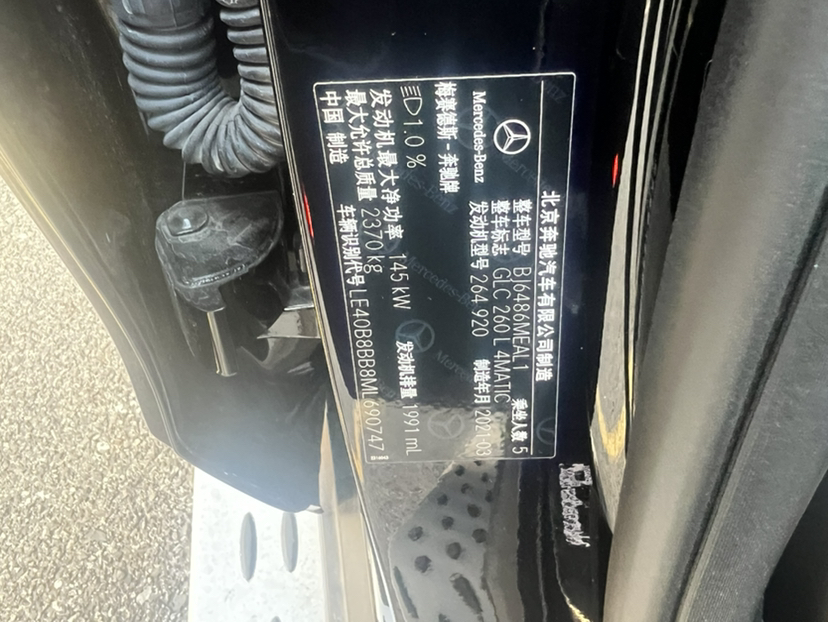 北京奔驰汽车有限公司制造
Mercedes-Benz
梅赛德斯-奔驰牌
整车型号 BJ6486MEAL1 乘坐人数 5
整车标志 GLC 260 L 4MATIC
发动机型号 264 920 制造年月 2021.03
1.0 %
发动机最大净功率 145 kW 发动机排量 1991 mL
最大允许总质量 2370 kg
中国 制造 车辆识别代号 LE40B8BB8ML690747